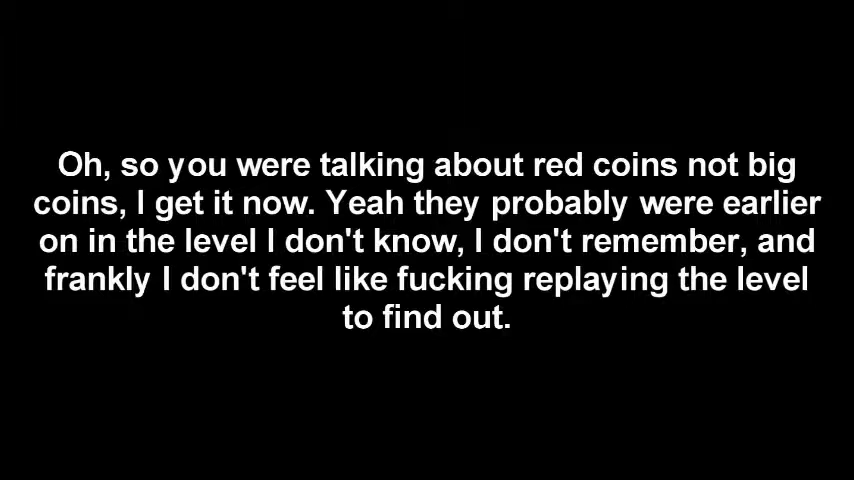 Oh, so you were talking about red coins not big
coins, I get it now. Yeah they probably were earlier
on in the level I don't know, I don't remember, and
frankly I don't feel like fucking replaying the level
to find out.